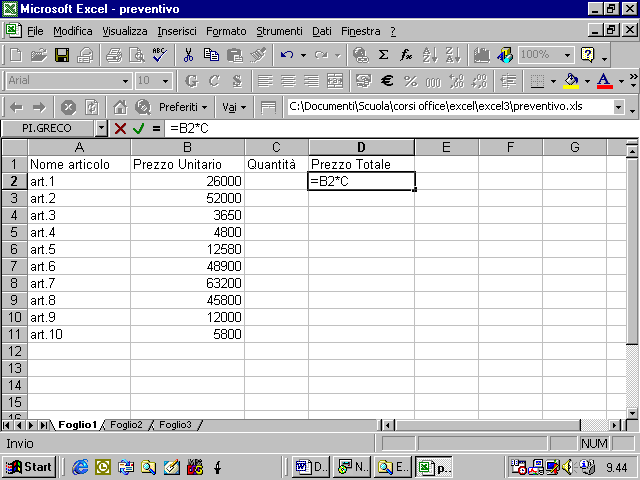 Microsoft Excel - preventivo
File Modifica Visualizza Inserisci Formato Strumenti Dati Finestra ?
100%
Arial 10 G C S € %
Preferiti Vai C:\Documenti\Scuola\corsi office\excel\excel3\preventivo.xls
PI.GRECO =B2*C
A B C D E F G
1 Nome articolo Prezzo Unitario Quantità Prezzo Totale
2 art.1 26000 =B2*C
3 art.2 52000
4 art.3 3650
5 art.4 4800
6 art.5 12580
7 art.6 48900
8 art.7 63200
9 art.8 45800
10 art.9 12000
11 art.10 5800
12
13
14
15
Foglio1 Foglio2 Foglio3
Invio NUM
Start D... N... E... p.. 9.44